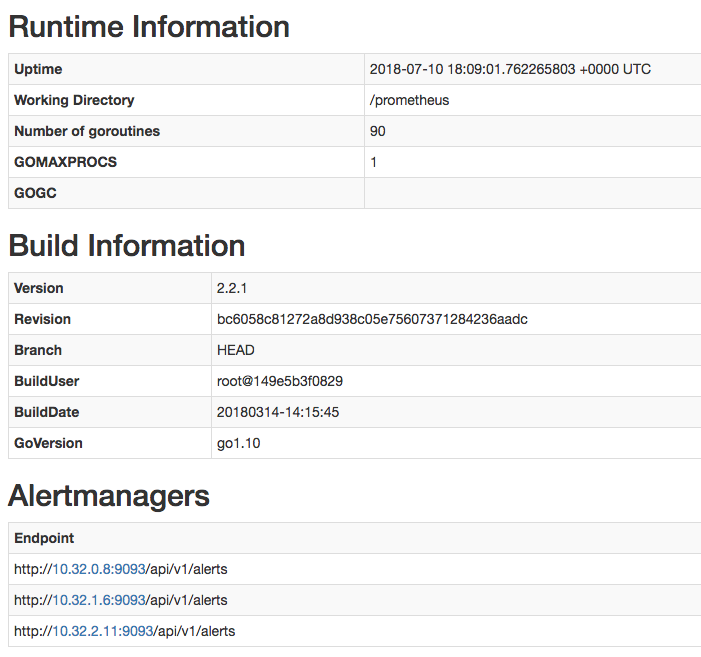 Runtime Information
Uptime 2018-07-10 18:09:01.762265803 +0000 UTC
Working Directory /prometheus
Number of goroutines 90
GOMAXPROCS 1
GOGC
Build Information
Version 2.2.1
Revision bc6058c81272a8d938c05e75607371284236aadc
Branch HEAD
BuildUser root@149e5b3f0829
BuildDate 20180314-14:15:45
GoVersion go1.10
Alertmanagers
Endpoint
http://10.32.0.8:9093/api/v1/alerts
http://10.32.1.6:9093/api/v1/alerts
http://10.32.2.11:9093/api/v1/alerts